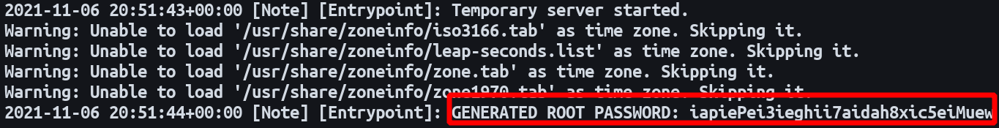 2021-11-06 20:51:43+00:00 [Note] [Entrypoint]: Temporary server started.
Warning: Unable to load '/usr/share/zoneinfo/iso3166.tab' as time zone. Skipping it.
Warning: Unable to load '/usr/share/zoneinfo/leap-seconds.list' as time zone. Skipping it.
Warning: Unable to load '/usr/share/zoneinfo/zone.tab' as time zone. Skipping it.
Warning: Unable to load '/usr/share/zoneinfo/zone1970.tab' as time zone. Skipping it.
2021-11-06 20:51:44+00:00 [Note] [Entrypoint]: GENERATED ROOT PASSWORD: iapiePei3ieghii7aidah8xic5eiMuew